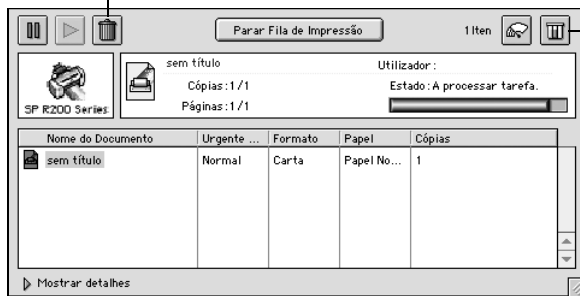 Parar Fila de Impressão 1 Iten
sem título Utilizador :
Cópias : 1 / 1 Estado : A processar tarefa.
SP R200 Series Páginas : 1 / 1
Nome do Documento Urgente ... Formato Papel Cópias
sem título Normal Carta Papel No... 1
Mostrar detalhes